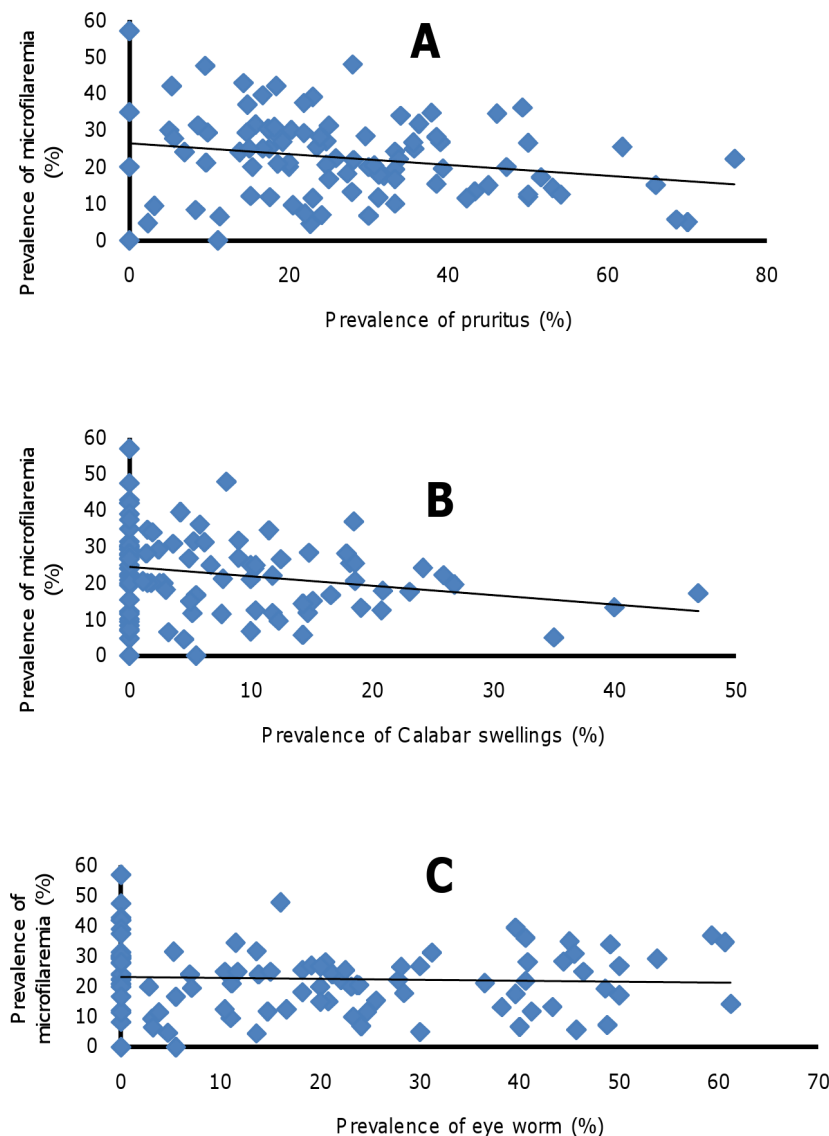 A
Prevalence of microfilaremia
(%)
60
50
40
30
20
10
0
0 20 40 60 80
Prevalence of pruritus (%)
B
Prevalence of microfilaremia
(%)
60
50
40
30
20
10
0
0 10 20 30 40 50
Prevalence of Calabar swellings (%)
C
Prevalence of
microfilaremia (%)
60
50
40
30
20
10
0
0 10 20 30 40 50 60 70
Prevalence of eye worm (%)